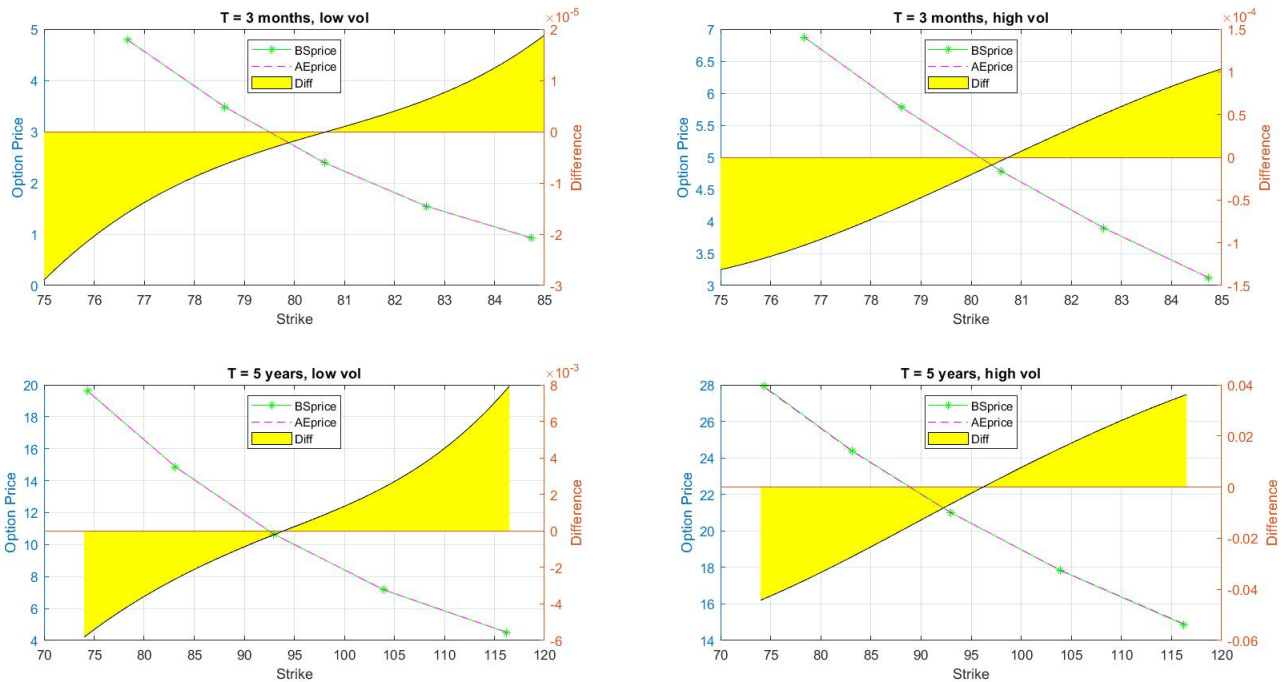 T = 3 months, low vol
×10⁻⁵
5
4
3
2
1
0
Option Price
2
1
0
-1
-2
-3
Difference
BSprice
AEprice
Diff
75 76 77 78 79 80 81 82 83 84 85
Strike
T = 3 months, high vol
×10⁻⁴
7
6.5
6
5.5
5
4.5
4
3.5
3
Option Price
1.5
1
0.5
0
-0.5
-1
-1.5
Difference
BSprice
AEprice
Diff
75 76 77 78 79 80 81 82 83 84 85
Strike
T = 5 years, low vol
×10⁻³
20
18
16
14
12
10
8
6
4
Option Price
8
6
4
2
0
-2
-4
-6
Difference
BSprice
AEprice
Diff
70 75 80 85 90 95 100 105 110 115 120
Strike
T = 5 years, high vol
28
26
24
22
20
18
16
14
Option Price
0.04
0.02
0
-0.02
-0.04
-0.06
Difference
BSprice
AEprice
Diff
70 75 80 85 90 95 100 105 110 115 120
Strike